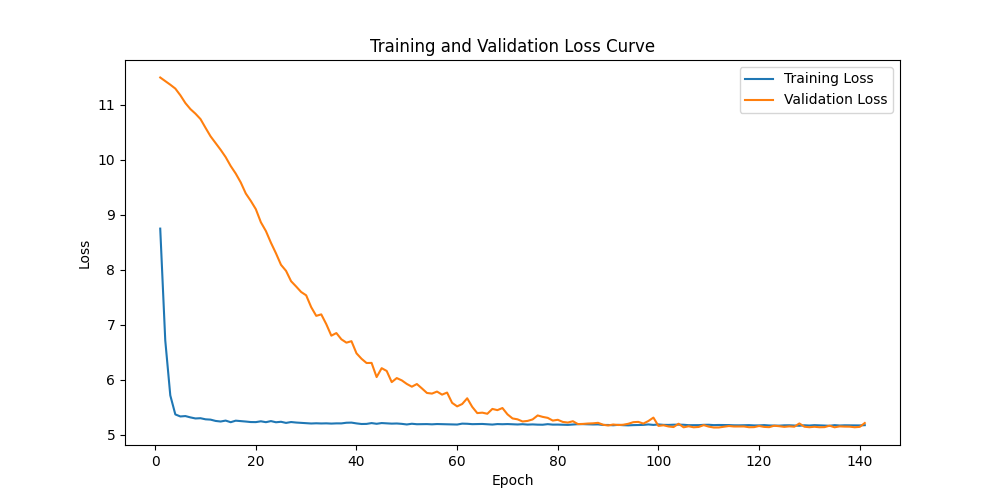 Training and Validation Loss Curve
Training Loss
Validation Loss
11
10
9
8
7
6
5
Loss
0 20 40 60 80 100 120 140
Epoch